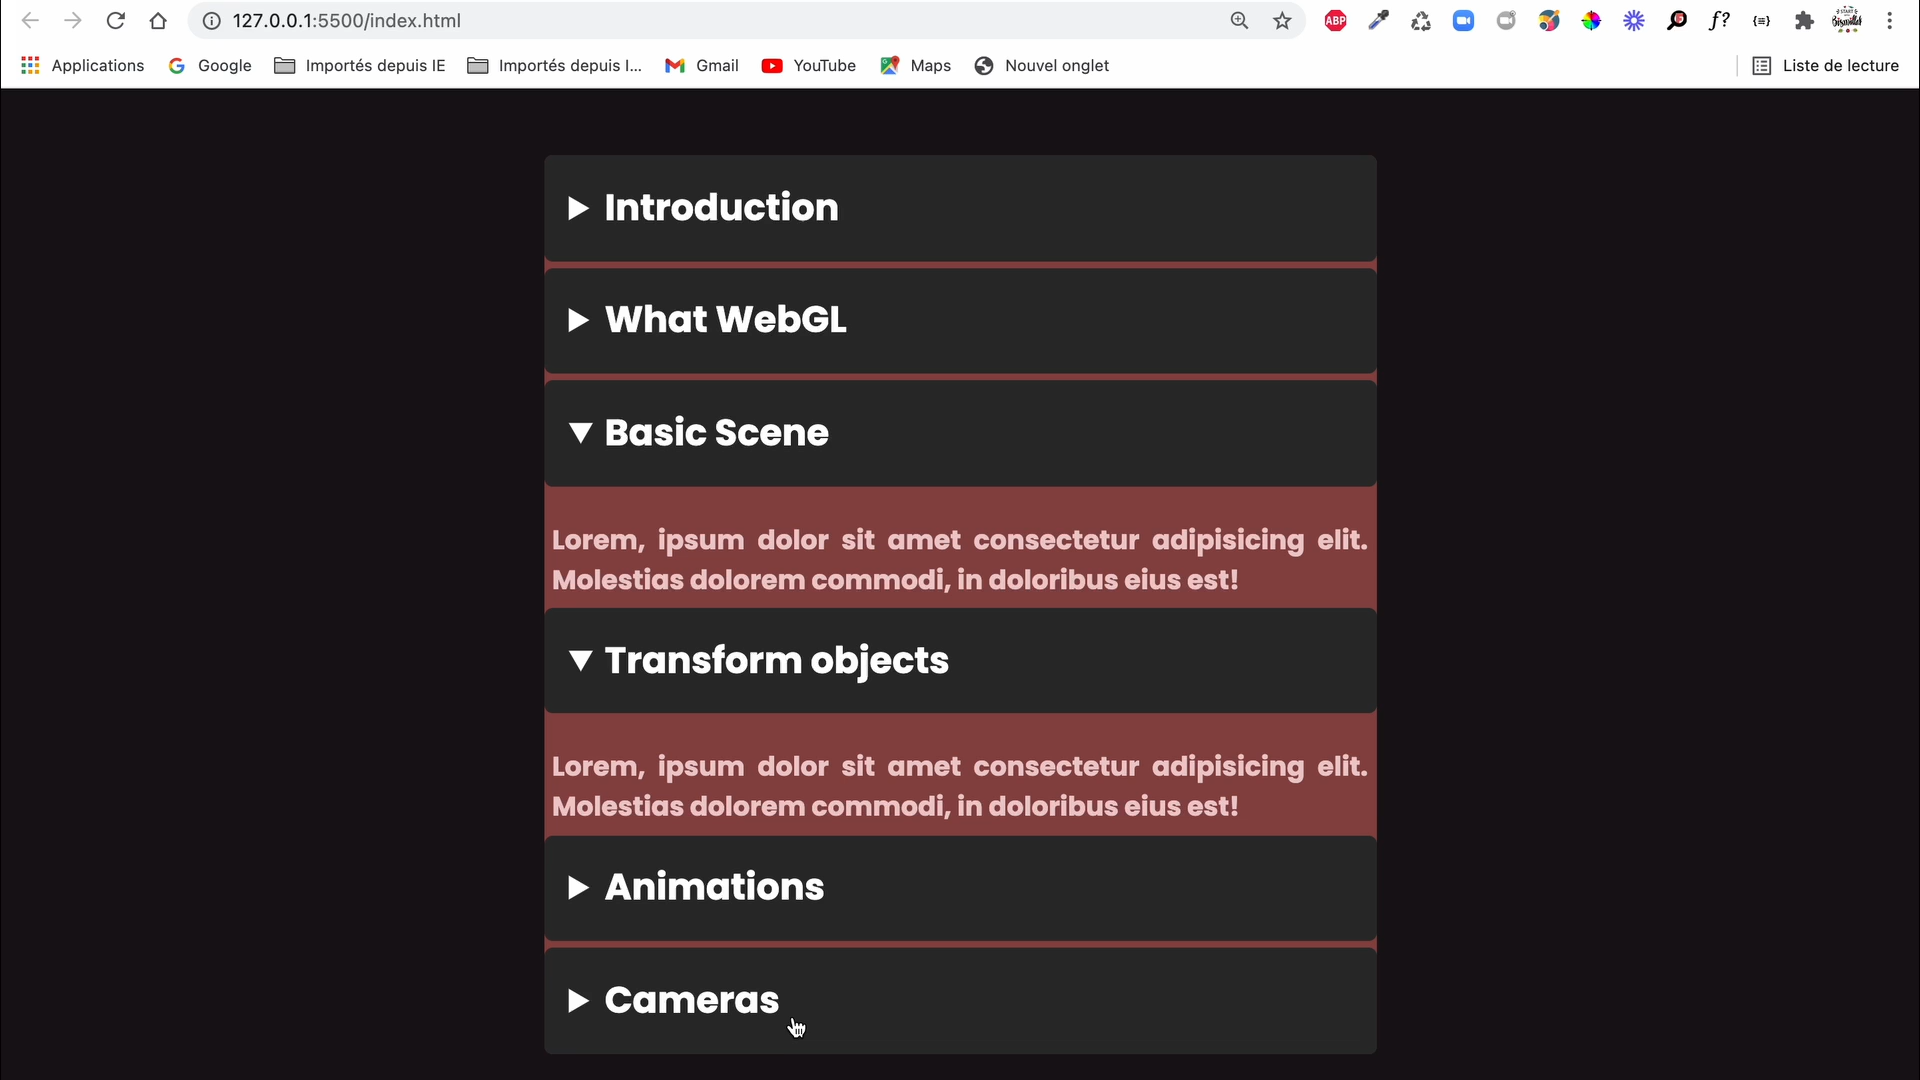 127.0.0.1:5500/index.html
ABP
f?
{≡}
Applications
Google
Importés depuis IE
Importés depuis I...
Gmail
YouTube
Maps
Nouvel onglet
Liste de lecture
Introduction
What WebGL
Basic Scene
Lorem, ipsum dolor sit amet consectetur adipisicing elit.
Molestias dolorem commodi, in doloribus eius est!
Transform objects
Lorem, ipsum dolor sit amet consectetur adipisicing elit.
Molestias dolorem commodi, in doloribus eius est!
Animations
Cameras